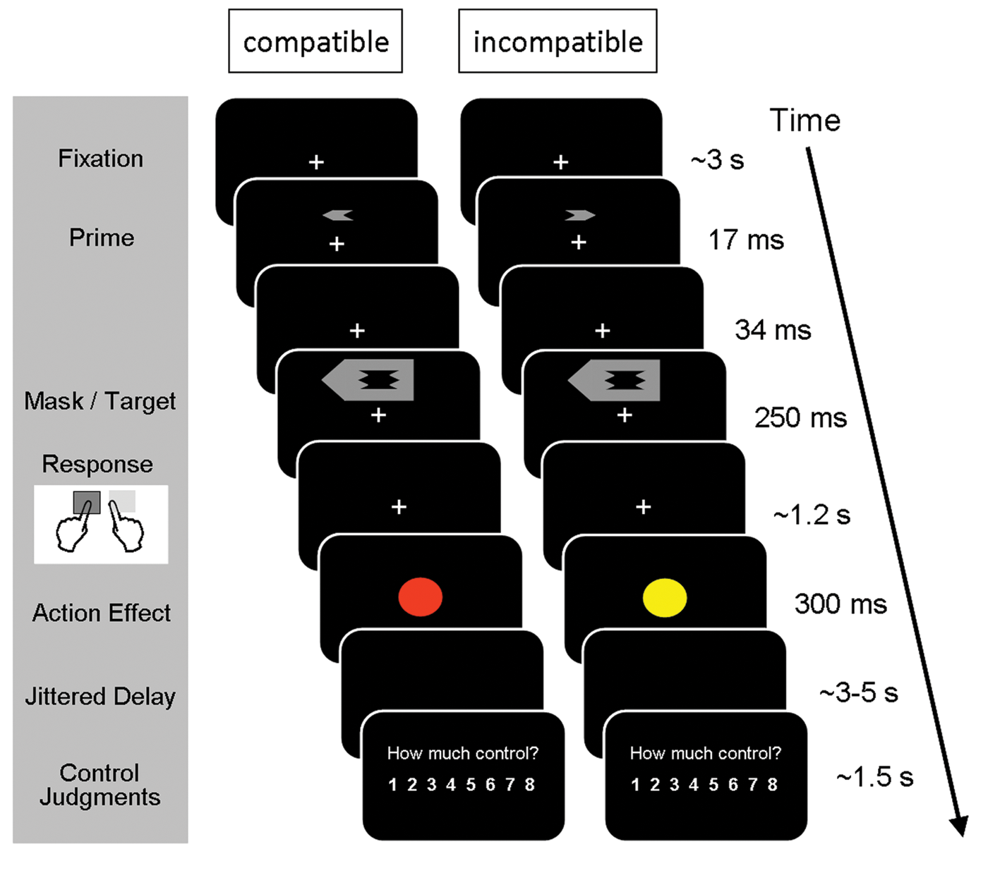 compatible
incompatible
Time
Fixation
~3 s
Prime
17 ms
34 ms
Mask / Target
250 ms
Response
~1.2 s
Action Effect
300 ms
Jittered Delay
~3-5 s
Control
Judgments
How much control?
1 2 3 4 5 6 7 8
How much control?
1 2 3 4 5 6 7 8
~1.5 s